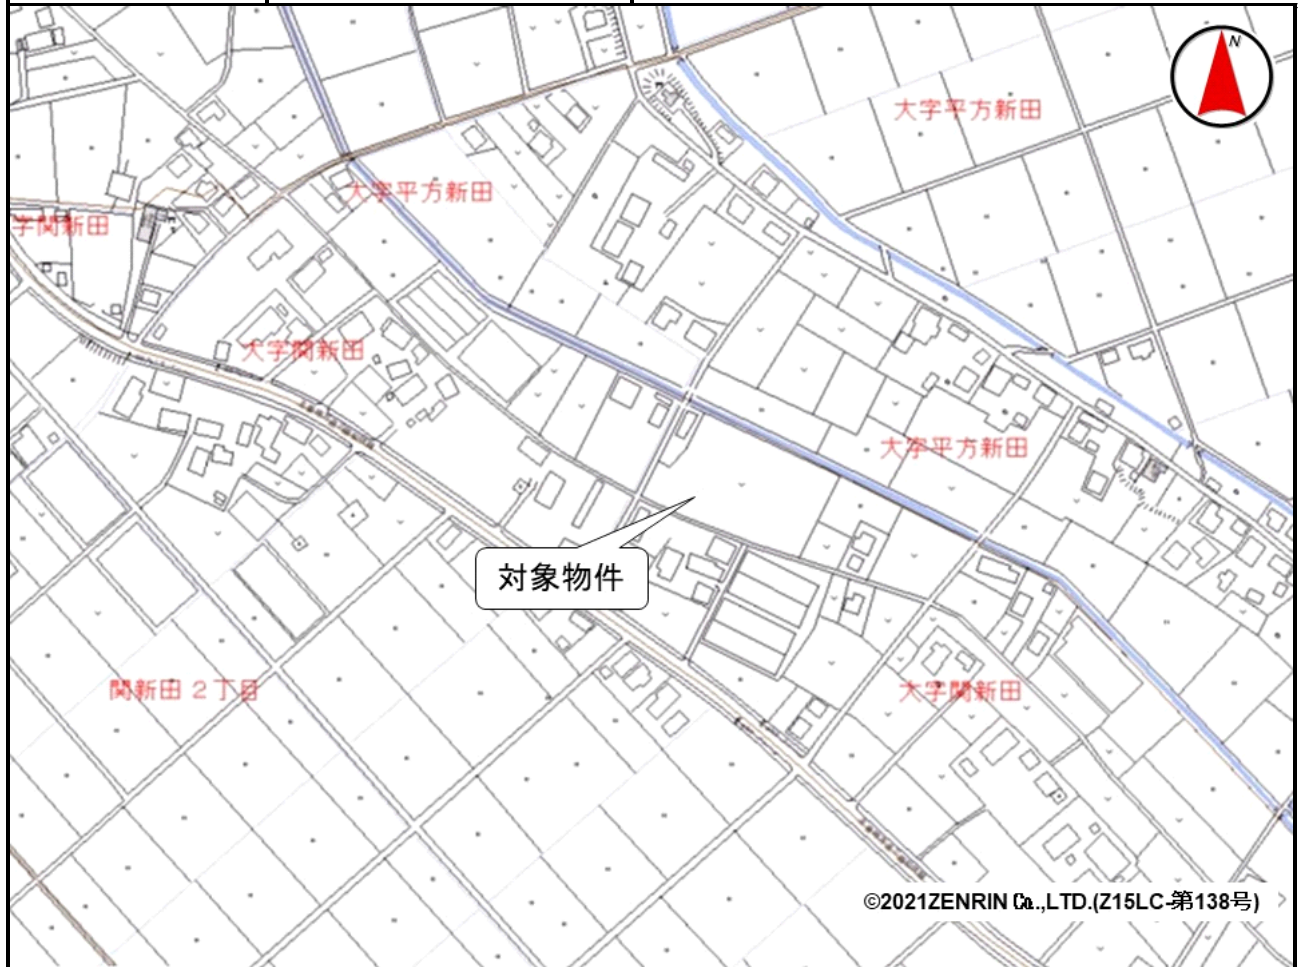 N
大字平方新田
大字平方新田
字関新田
大字関新田
大字平方新田
対象物件
関新田2丁目
大字関新田
©2021ZENRIN Co.,LTD.(Z15LC-第138号)